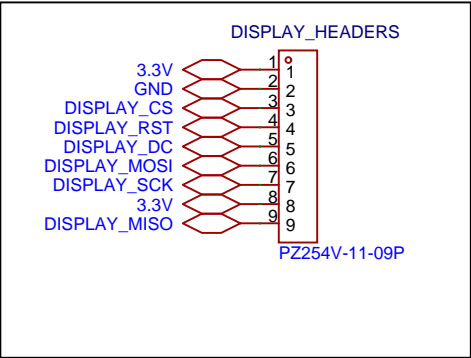 DISPLAY_HEADERS
3.3V 1 1
GND 2 2
DISPLAY_CS 3 3
DISPLAY_RST 4 4
DISPLAY_DC 5 5
DISPLAY_MOSI 6 6
DISPLAY_SCK 7 7
3.3V 8 8
DISPLAY_MISO 9 9
PZ254V-11-09P